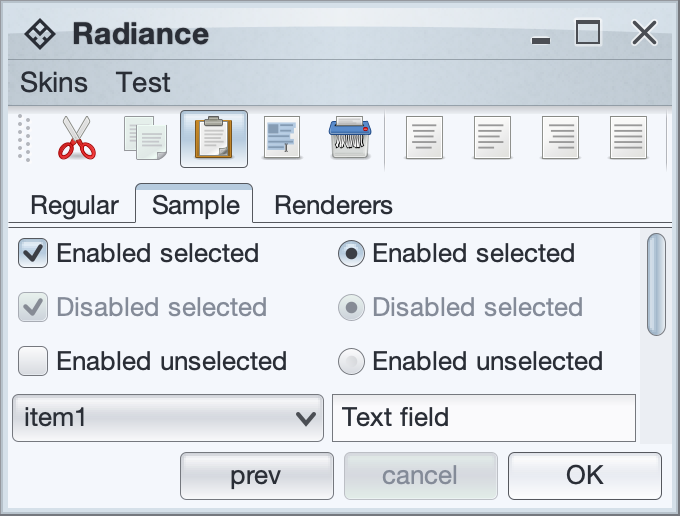 Radiance
Skins Test
Regular Sample Renderers
Enabled selected Enabled selected
Disabled selected Disabled selected
Enabled unselected Enabled unselected
item1 Text field
prev cancel OK